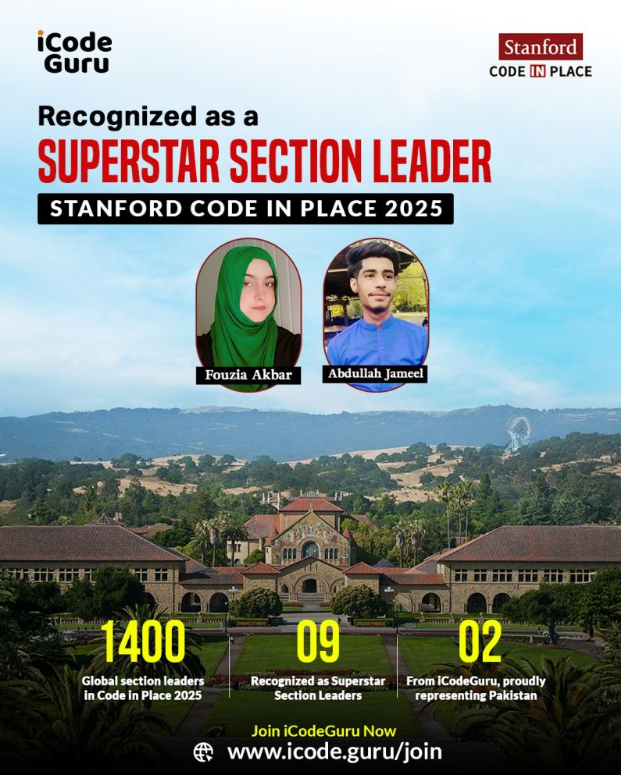 iCode
Guru
Stanford
CODE IN PLACE
Recognized as a
SUPERSTAR SECTION LEADER
STANFORD CODE IN PLACE 2025
Fouzia Akbar
Abdullah Jameel
1400
Global section leaders
in Code in Place 2025
09
Recognized as Superstar
Section Leaders
02
From iCodeGuru, proudly
representing Pakistan
Join iCodeGuru Now
www.icode.guru/join